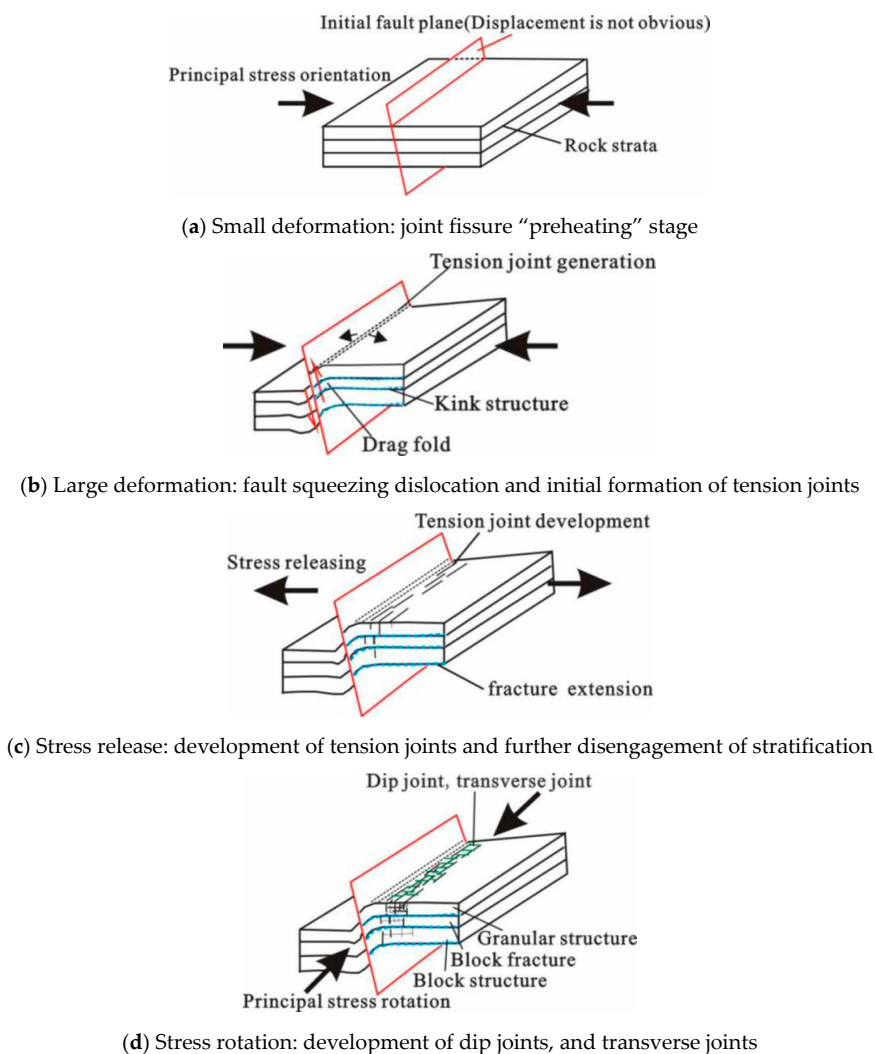 Initial fault plane(Displacement is not obvious)
Principal stress orientation
Rock strata
(a) Small deformation: joint fissure “preheating” stage
Tension joint generation
Kink structure
Drag fold
(b) Large deformation: fault squeezing dislocation and initial formation of tension joints
Tension joint development
Stress releasing
fracture extension
(c) Stress release: development of tension joints and further disengagement of stratification
Dip joint, transverse joint
Granular structure
Block fracture
Block structure
Principal stress rotation
(d) Stress rotation: development of dip joints, and transverse joints